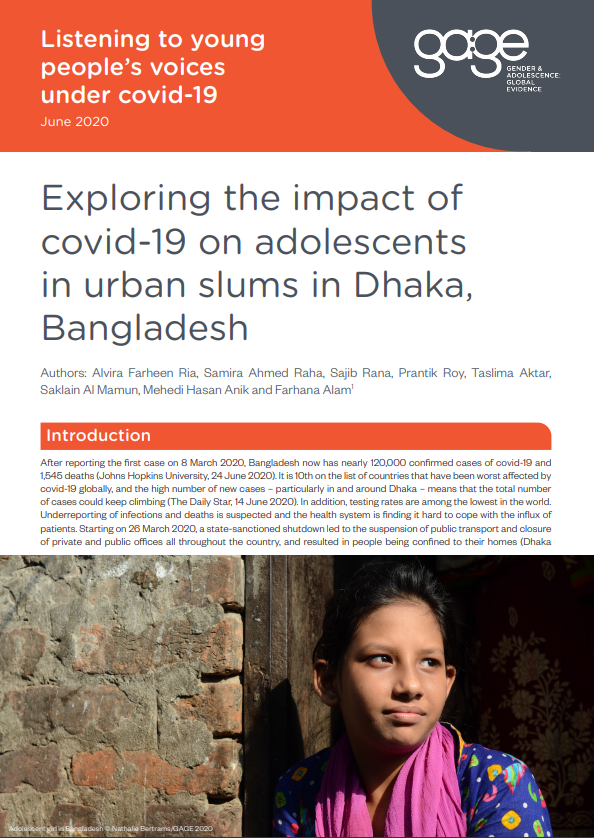 Listening to young
people's voices
under covid-19
June 2020
gage
GENDER &
ADOLESCENCE:
GLOBAL
EVIDENCE
Exploring the impact of
covid-19 on adolescents
in urban slums in Dhaka,
Bangladesh
Authors: Alvira Farheen Ria, Samira Ahmed Raha, Sajib Rana, Prantik Roy, Taslima Aktar,
Saklain Al Mamun, Mehedi Hasan Anik and Farhana Alam¹
Introduction
After reporting the first case on 8 March 2020, Bangladesh now has nearly 120,000 confirmed cases of covid-19 and
1,545 deaths (Johns Hopkins University, 24 June 2020). It is 10th on the list of countries that have been worst affected by
covid-19 globally, and the high number of new cases – particularly in and around Dhaka – means that the total number
of cases could keep climbing (The Daily Star, 14 June 2020). In addition, testing rates are among the lowest in the world.
Underreporting of infections and deaths is suspected and the health system is finding it hard to cope with the influx of
patients. Starting on 26 March 2020, a state-sanctioned shutdown led to the suspension of public transport and closure
of private and public offices all throughout the country, and resulted in people being confined to their homes (Dhaka
Adolescent girl in Bangladesh © Nathalie Bertrams/GAGE 2020